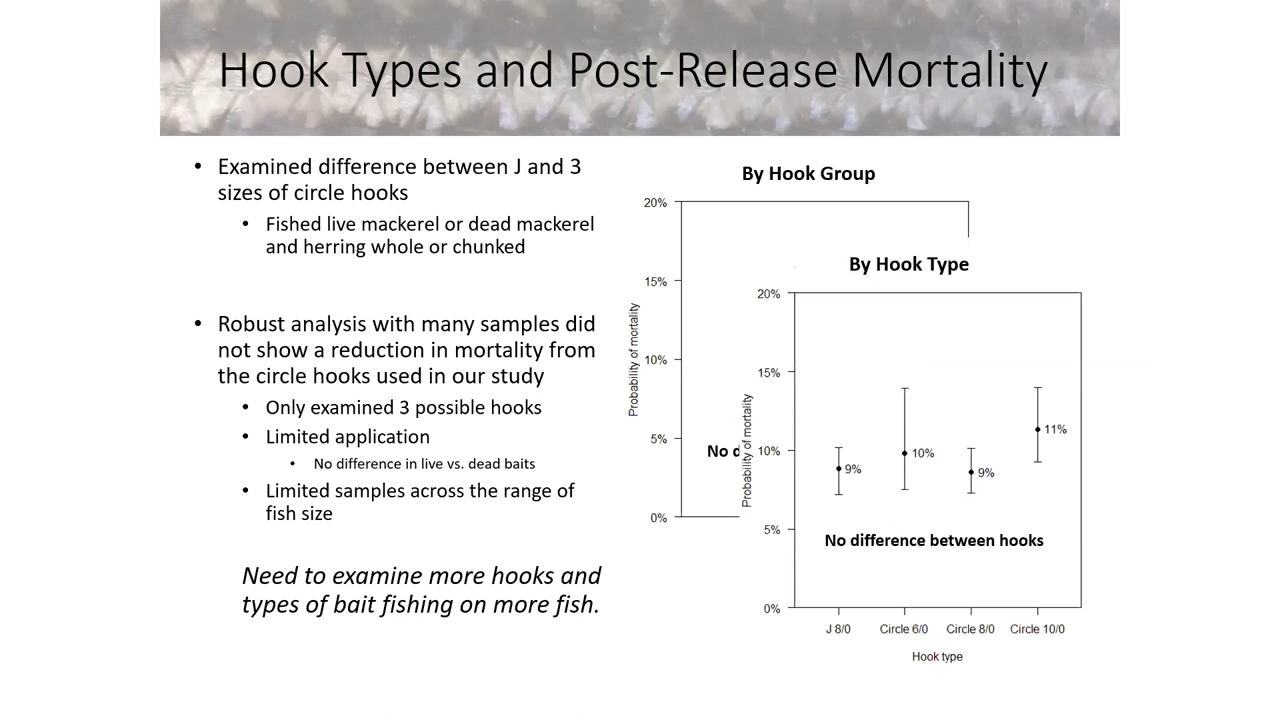 Hook Types and Post-Release Mortality
• Examined difference between J and 3
sizes of circle hooks
• Fished live mackerel or dead mackerel
and herring whole or chunked
• Robust analysis with many samples did
not show a reduction in mortality from
the circle hooks used in our study
• Only examined 3 possible hooks
• Limited application
• No difference in live vs. dead baits
• Limited samples across the range of
fish size
Need to examine more hooks and
types of bait fishing on more fish.
By Hook Group
20%
15%
10%
5%
0%
Probability of mortality
No d
By Hook Type
20%
15%
10%
5%
0%
Probability of mortality
9%
10%
9%
11%
No difference between hooks
J 8/0 Circle 6/0 Circle 8/0 Circle 10/0
Hook type